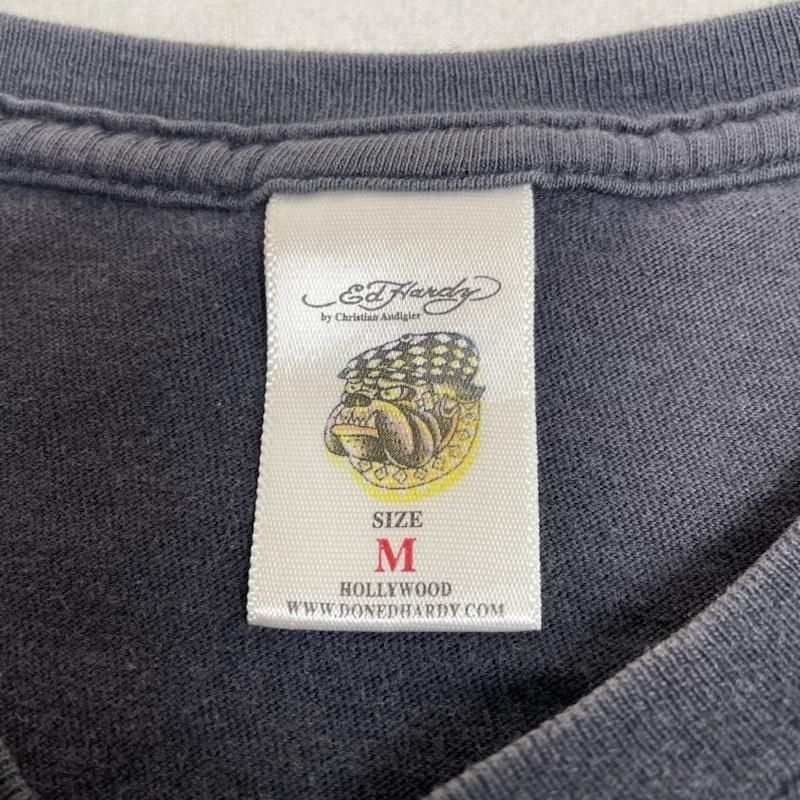 Ed Hardy
by Christian Audigier
SIZE
M
HOLLYWOOD
WWW.DONEDHARDY.COM